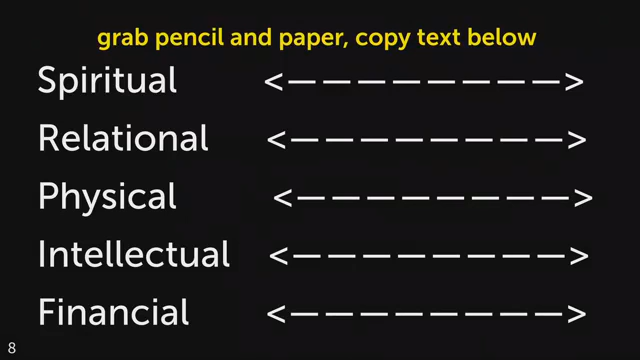 grab pencil and paper, copy text below
Spiritual <— — — — — — — —>
Relational <— — — — — — — —>
Physical <— — — — — — — —>
Intellectual <— — — — — — — —>
Financial <— — — — — — — —>
8